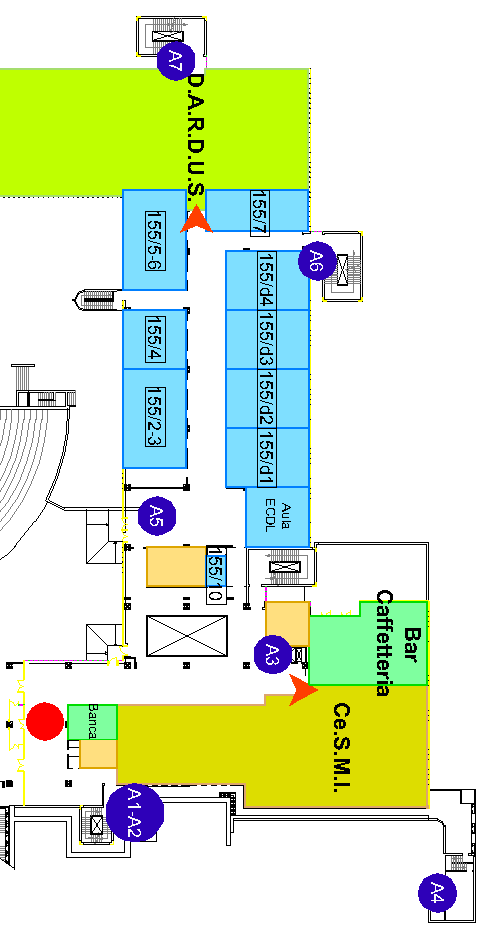 A7
D.A.R.D.U.S.
155/7
155/5-6
A6
155/d4
155/4
155/d3
155/d2
155/2-3
155/d1
Aula
ECDL
A5
155/10
Bar
Caffetteria
A3
Ce.S.M.I.
Banca
A1-A2
A4